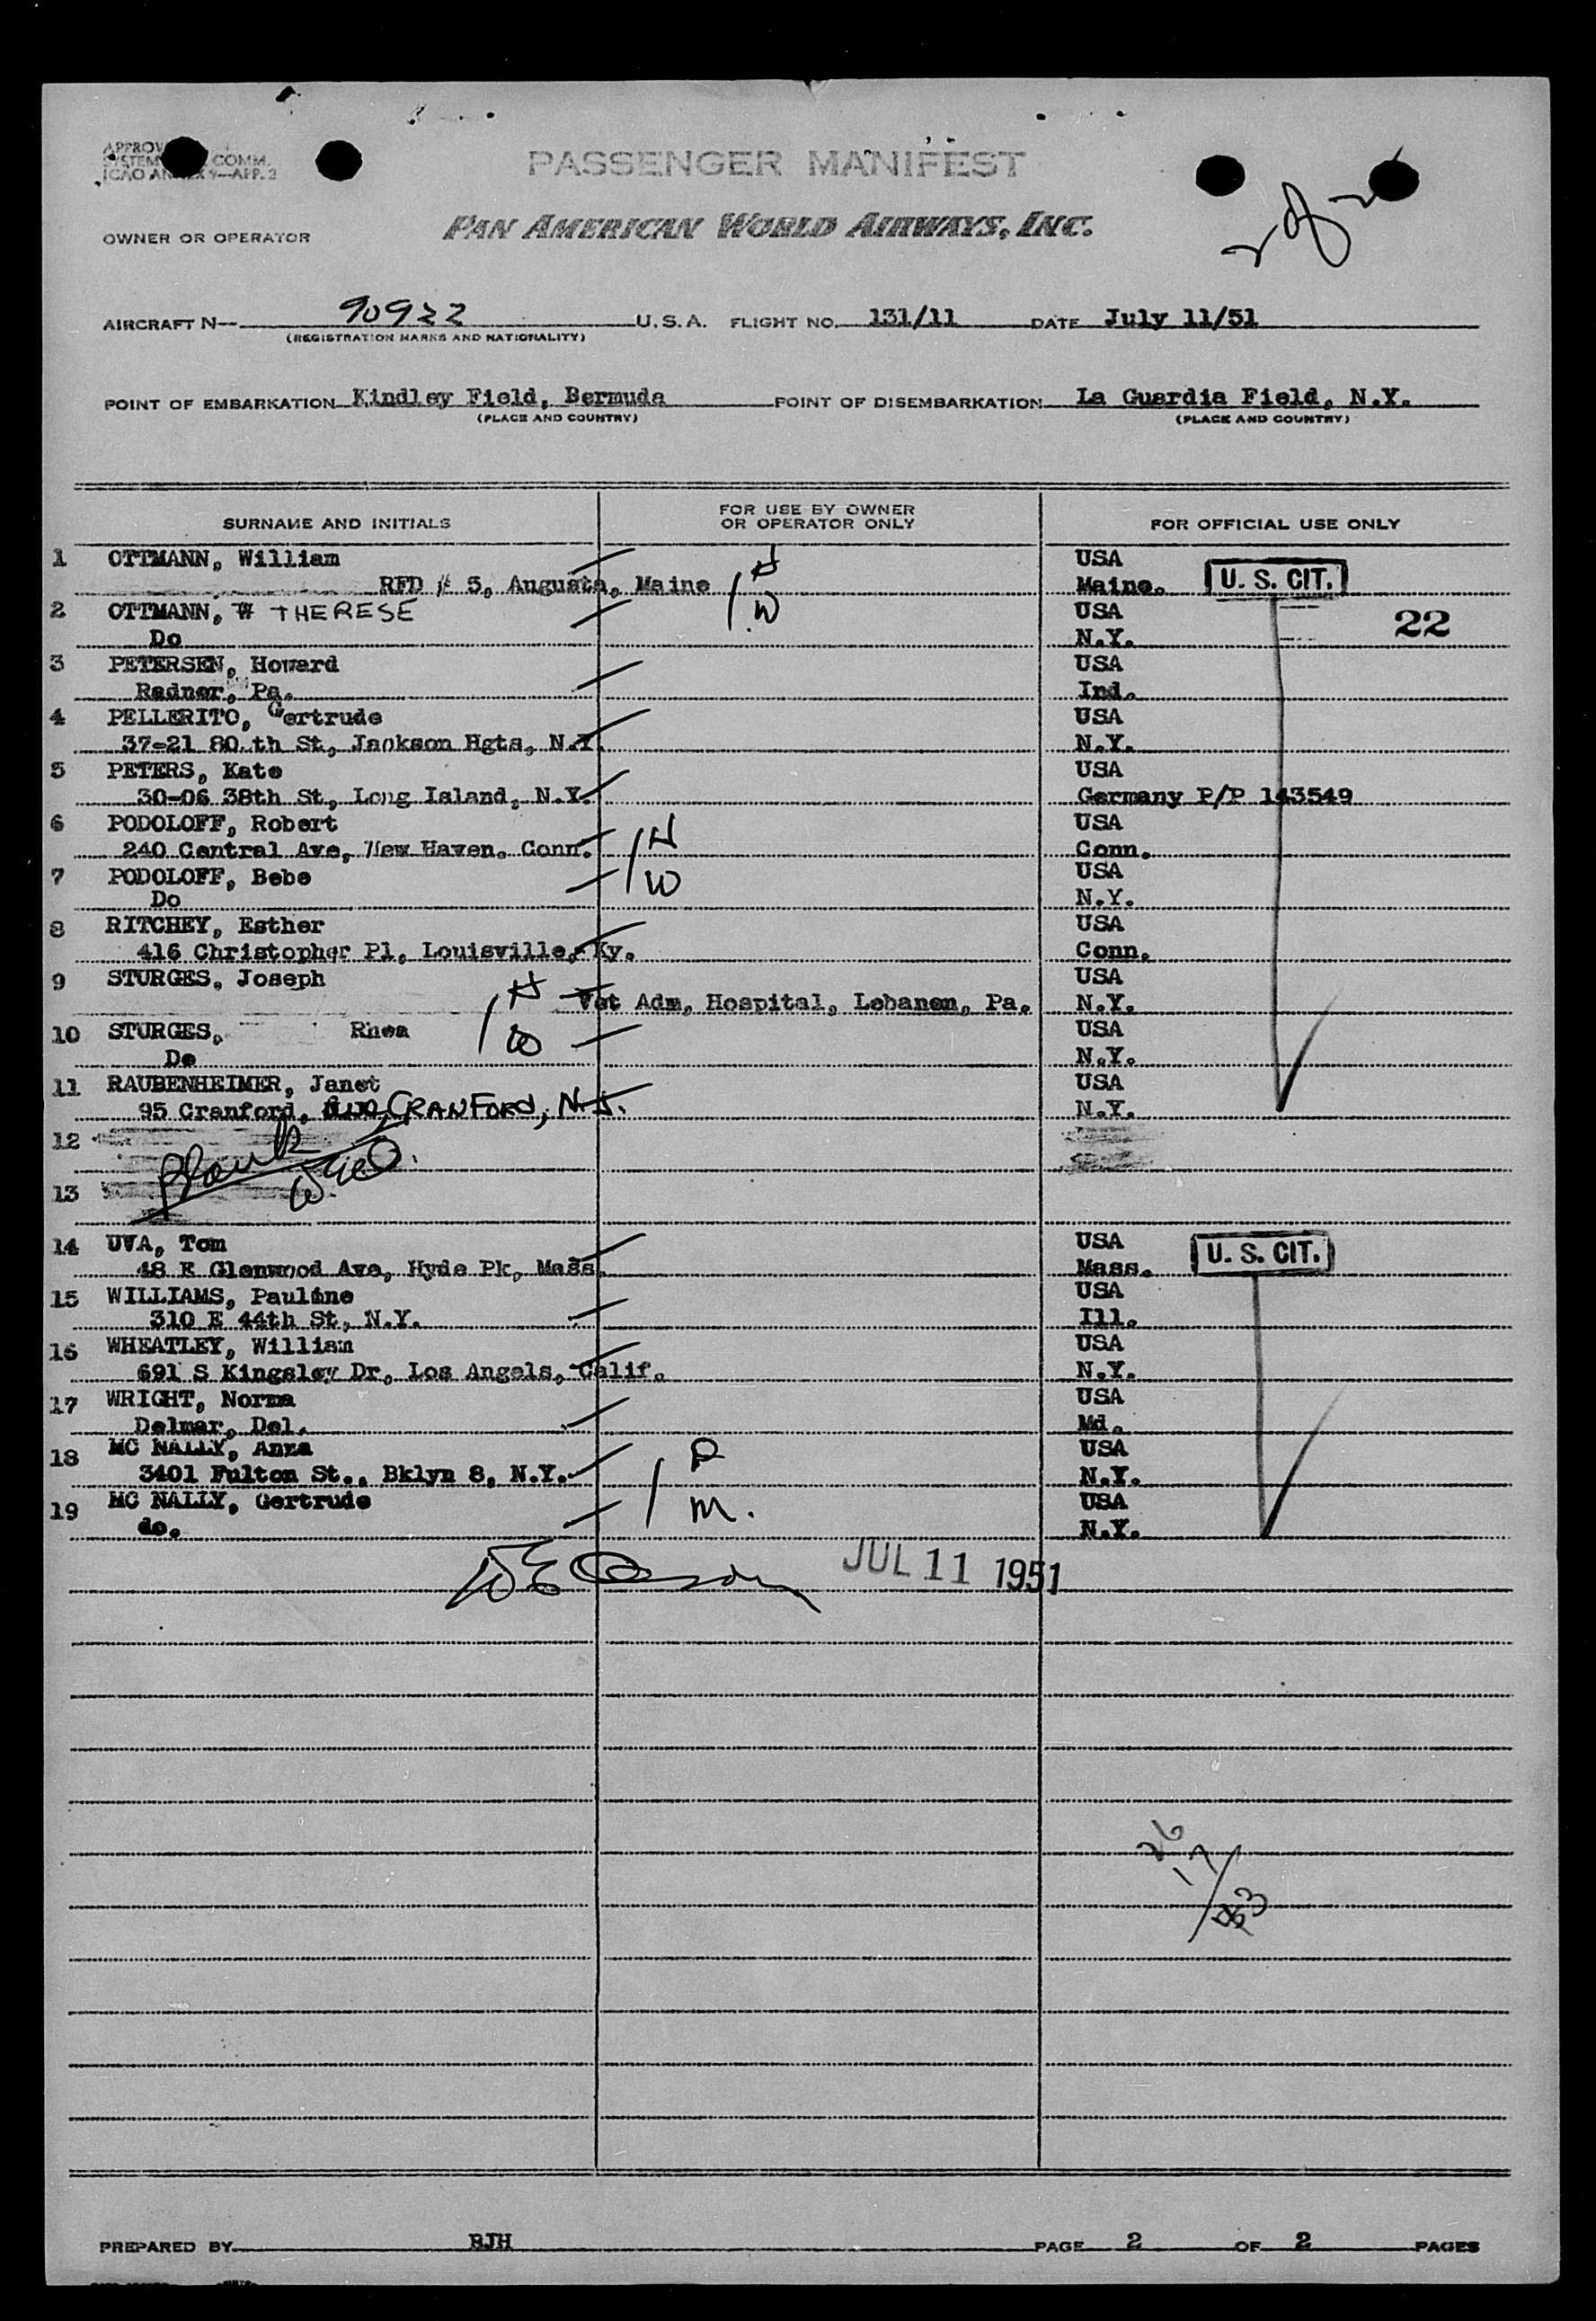 PASSENGER MANIFEST
COMM.
OWNER OR OPERATOR PAN AMERICAN WORLD AIRWAYS, INC.
2 of 2
AIRCRAFT N— 90922 U.S.A. FLIGHT NO. 131/11 DATE July 11/51
(REGISTRATION MARKS AND NATIONALITY)
POINT OF EMBARKATION Kindley Field, Bermuda POINT OF DISEMBARKATION La Guardia Field, N.Y.
(PLACE AND COUNTRY) (PLACE AND COUNTRY)
SURNAME AND INITIALS FOR USE BY OWNER OR OPERATOR ONLY FOR OFFICIAL USE ONLY
1 OTTMANN, William H USA
RFD # 5, Augusta, Maine Maine. U. S. CIT.
2 OTTMANN, THERESE W USA 22
Do N.Y.
3 PETERSEN, Howard USA
Radnor, Pa. Ind.
4 PELLERITO, Gertrude USA
37-21 80 th St, Jackson Hgts, N.Y. N.Y.
5 PETERS, Kate USA
30-06 38th St, Long Island, N.Y. Germany P/P 143549
6 PODOLOFF, Robert H USA
240 Central Ave, New Haven. Conn. Conn.
7 PODOLOFF, Bebe W USA
Do N.Y.
8 RITCHEY, Esther USA
416 Christopher Pl, Louisville, Ky. Conn.
9 STURGES, Joseph H USA
Vet Adm, Hospital, Lebanon, Pa. N.Y.
10 STURGES, Rhea W USA
Do N.Y.
11 RAUBENHEIMER, Janet USA
95 Cranford, CRANFORD, N.J. N.Y.
12
Blank
13
14 UVA, Tom USA
48 E Glenwood Ave, Hyde Pk, Mass. Mass. U. S. CIT.
15 WILLIAMS, Pauline USA
310 E 44th St, N.Y. Ill.
16 WHEATLEY, William USA
691 S Kingsley Dr, Los Angels, Calif. N.Y.
17 WRIGHT, Norma USA
Delmar, Del. Md.
18 MC NALLY, Anna D USA
3401 Fulton St., Bklyn 8, N.Y. N.Y.
19 MC NALLY, Gertrude M. USA
do. N.Y.
JUL 11 1951
26
17
PREPARED BY BJH PAGE 2 OF 2 PAGES